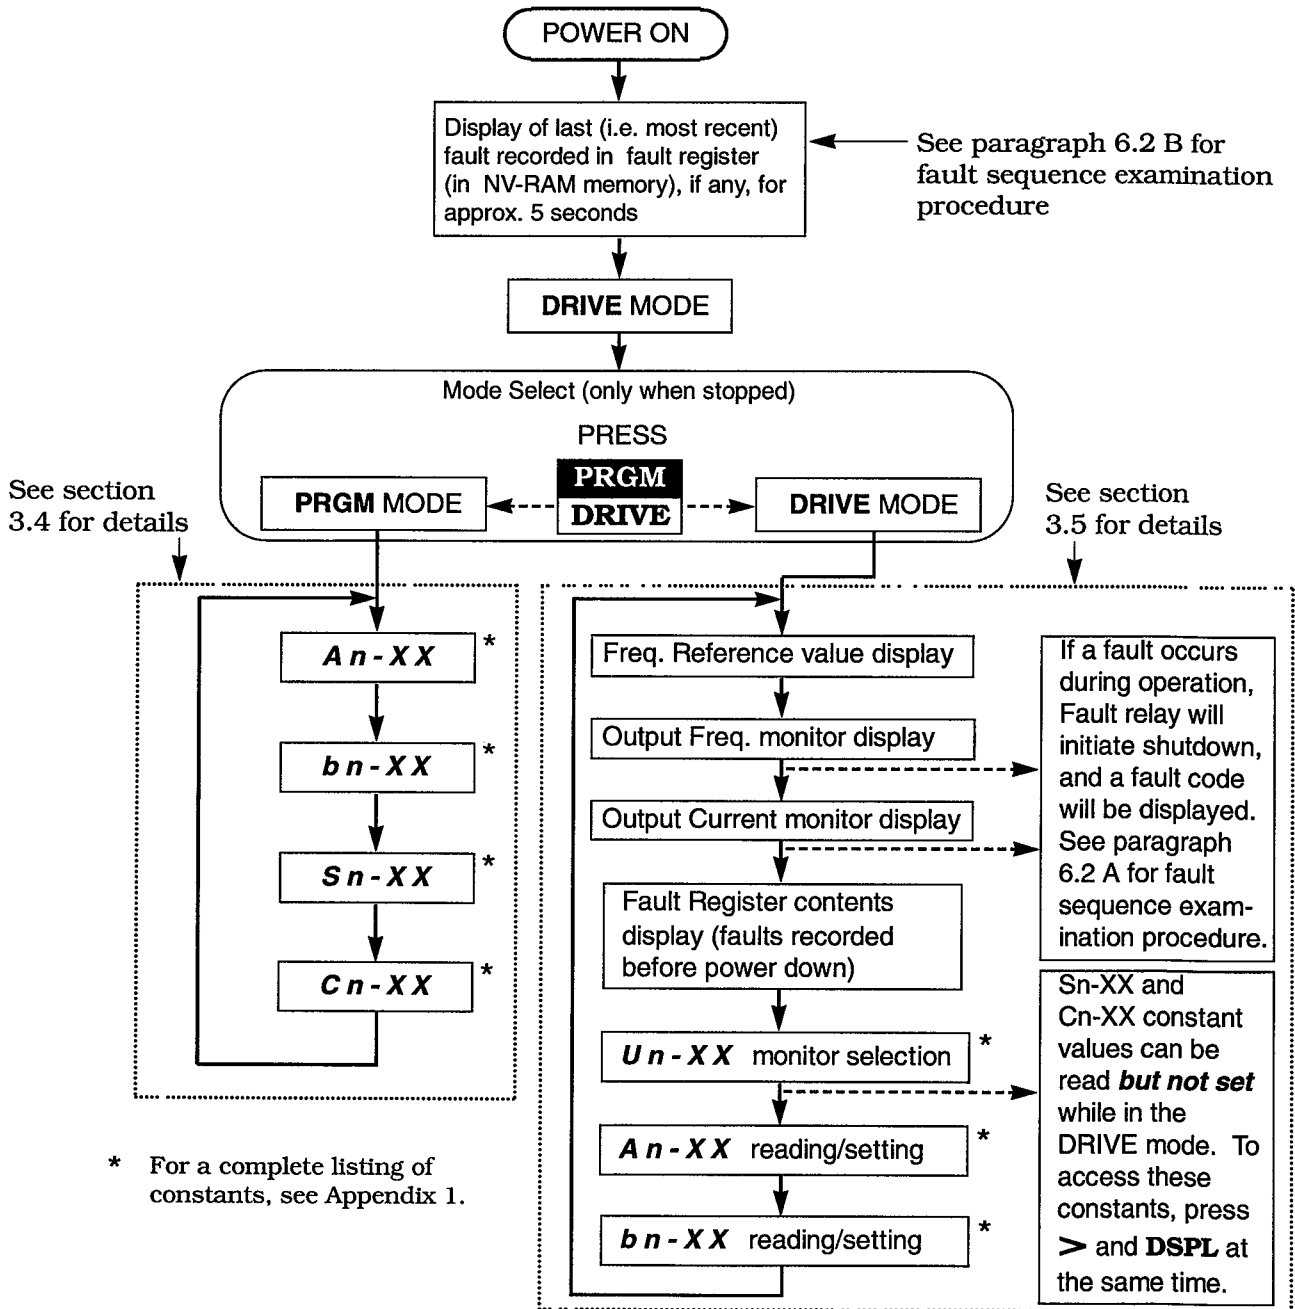 POWER ON
Display of last (i.e. most recent)
fault recorded in fault register
(in NV-RAM memory), if any, for
approx. 5 seconds
See paragraph 6.2 B for
fault sequence examination
procedure
DRIVE MODE
Mode Select (only when stopped)
PRESS
PRGM
DRIVE
PRGM MODE
DRIVE MODE
See section
3.4 for details
See section
3.5 for details
An-XX *
bn-XX *
Sn-XX *
Cn-XX *
* For a complete listing of
constants, see Appendix 1.
Freq. Reference value display
Output Freq. monitor display
Output Current monitor display
Fault Register contents
display (faults recorded
before power down)
Un-XX monitor selection *
An-XX reading/setting *
bn-XX reading/setting *
If a fault occurs
during operation,
Fault relay will
initiate shutdown,
and a fault code
will be displayed.
See paragraph
6.2 A for fault
sequence exam-
ination procedure.
Sn-XX and
Cn-XX constant
values can be
read but not set
while in the
DRIVE mode. To
access these
constants, press
> and DSPL at
the same time.